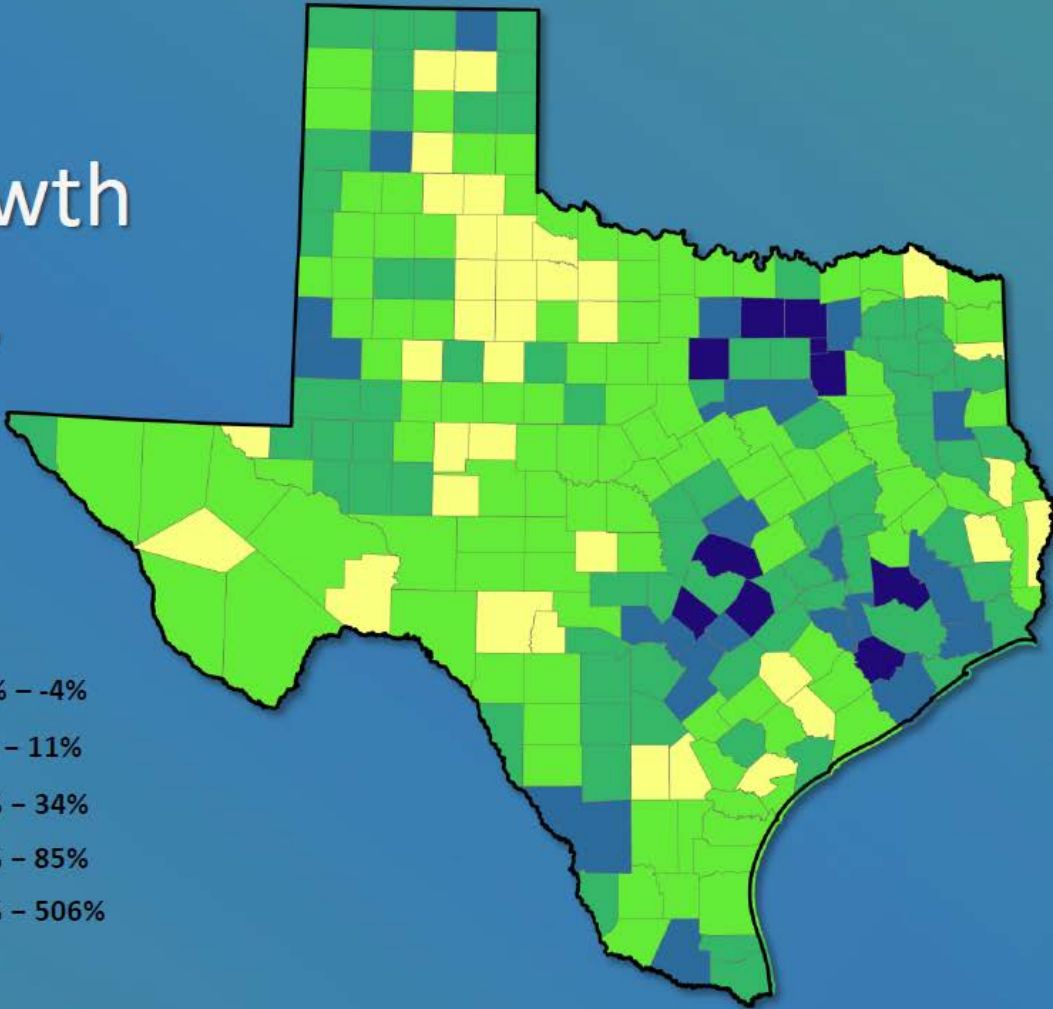 wth
% – -4%
– 11%
– 34%
– 85%
– 506%